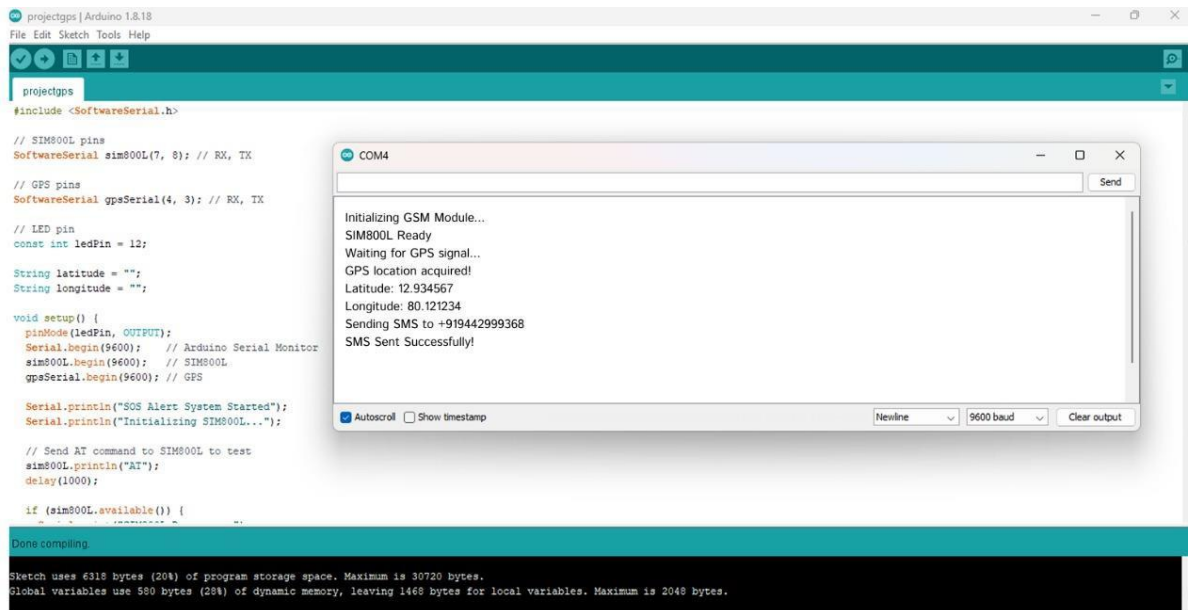 projectgps | Arduino 1.8.18
File Edit Sketch Tools Help
projectgps
#include <SoftwareSerial.h>
// SIM800L pins
SoftwareSerial sim800L(7, 8); // RX, TX
// GPS pins
SoftwareSerial gpsSerial(4, 3); // RX, TX
// LED pin
const int ledPin = 12;
String latitude = "";
String longitude = "";
void setup() {
pinMode(ledPin, OUTPUT);
Serial.begin(9600); // Arduino Serial Monitor
sim800L.begin(9600); // SIM800L
gpsSerial.begin(9600); // GPS
Serial.println("SOS Alert System Started");
Serial.println("Initializing SIM800L...");
// Send AT command to SIM800L to test
sim800L.println("AT");
delay(1000);
if (sim800L.available()) {
COM4
Send
Initializing GSM Module...
SIM800L Ready
Waiting for GPS signal...
GPS location acquired!
Latitude: 12.934567
Longitude: 80.121234
Sending SMS to +919442999368
SMS Sent Successfully!
Autoscroll Show timestamp Newline 9600 baud Clear output
Done compiling.
Sketch uses 6318 bytes (20%) of program storage space. Maximum is 30720 bytes.
Global variables use 580 bytes (28%) of dynamic memory, leaving 1468 bytes for local variables. Maximum is 2048 bytes.